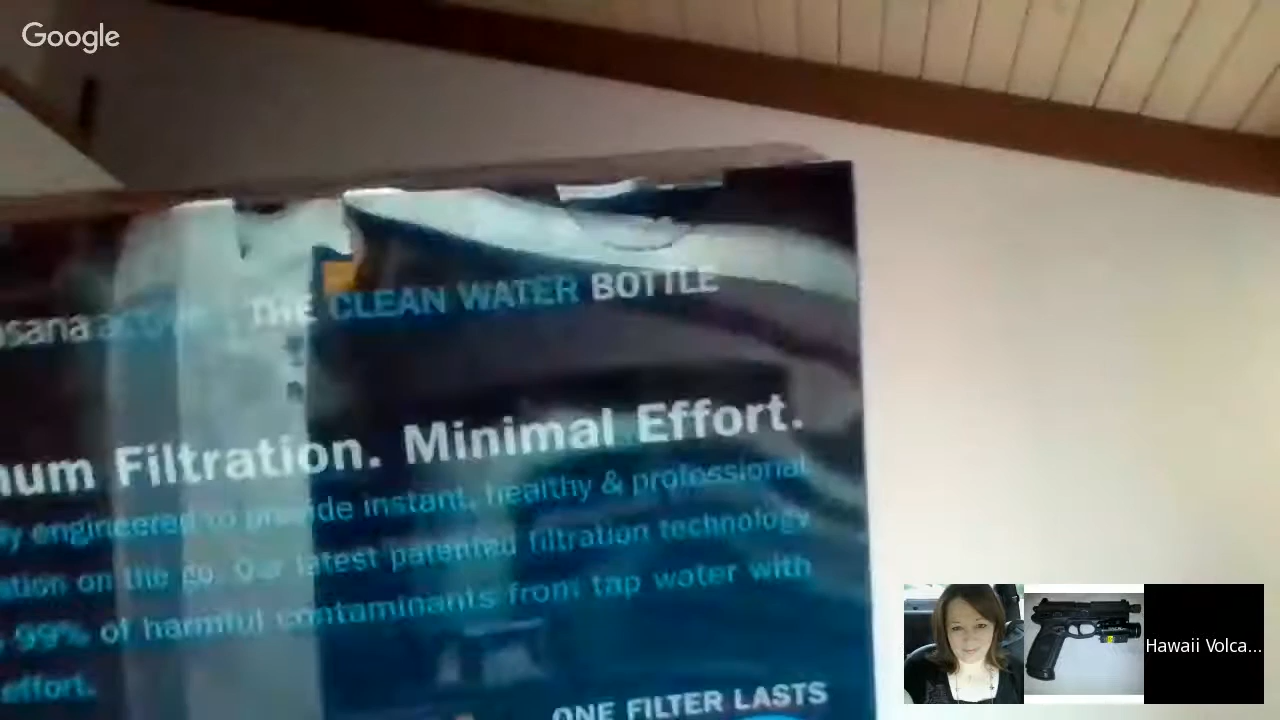 Google
THE CLEAN WATER BOTTLE
Filtration. Minimal Effort.
engineered to provide instant, healthy & professional
on the go. Our latest patented filtration technology
99% of harmful contaminants from tap water with
effort.
ONE FILTER LASTS
Hawaii Volca...